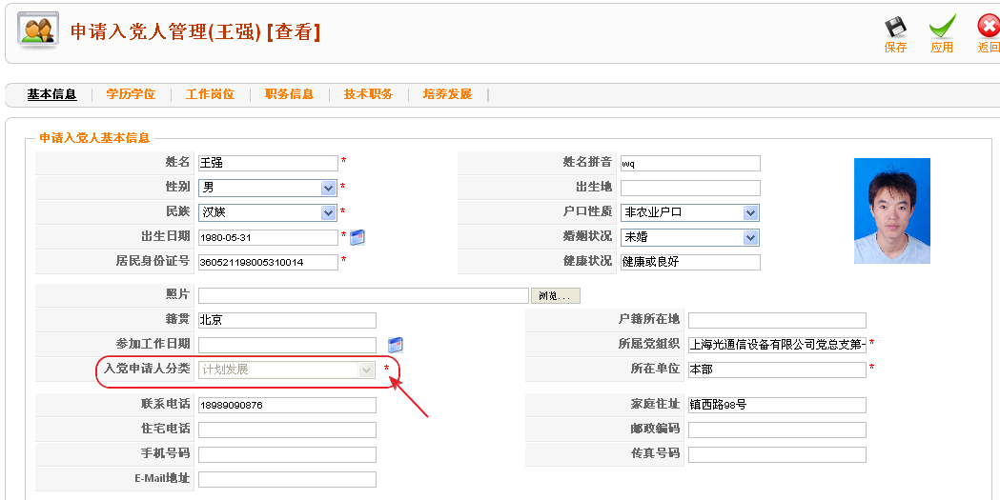 申请入党人管理(王强) [查看]
保存 应用 返回
基本信息 学历学位 工作岗位 职务信息 技术职务 培养发展
申请入党人基本信息
姓名 王强 * 姓名拼音 wq
性别 男 * 出生地
民族 汉族 * 户口性质 非农业户口
出生日期 1980-05-31 * 婚姻状况 未婚
居民身份证号 360521198005310014 * 健康状况 健康或良好
照片 浏览...
籍贯 北京 户籍所在地
参加工作日期 所属党组织 上海光通信设备有限公司党总支第一 *
入党申请人分类 计划发展 * 所在单位 本部 *
联系电话 18989090876 家庭住址 镇西路98号
住宅电话 邮政编码
手机号码 传真号码
E-Mail地址